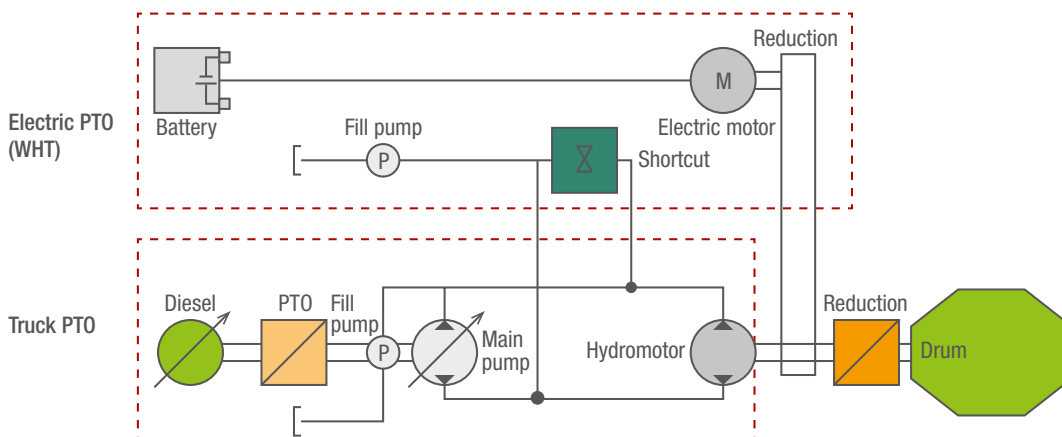 Reduction
M
Electric PTO
(WHT)
Battery
Fill pump
Electric motor
P
Shortcut
Truck PTO
Diesel
PTO
Fill
pump
P
Main
pump
Hydromotor
Reduction
Drum